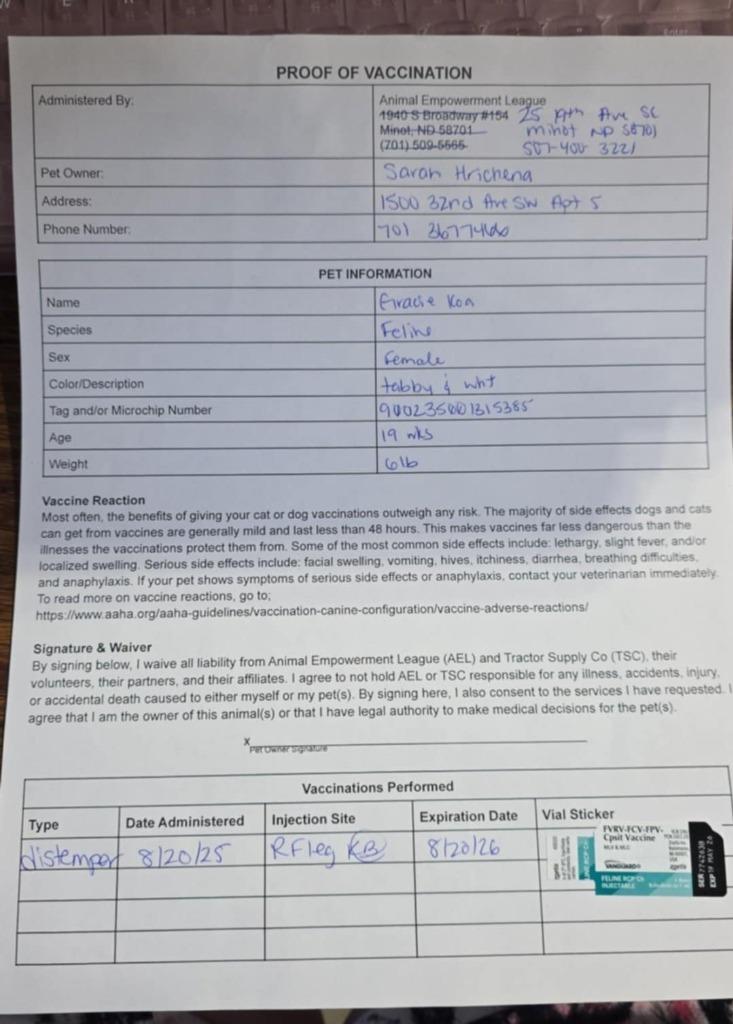 Enter
PROOF OF VACCINATION
Administered By:
Animal Empowerment League
1940 S Broadway #154 25 19th Ave SE
Minot, ND 58701 minot ND 58701
(701) 509-5565 507-400 3221
Pet Owner: Sarah Hrichena
Address: 1500 32nd Ave SW Apt 5
Phone Number: 701
PET INFORMATION
Name Gracie Koa
Species Feline
Sex Female
Color/Description tabby & wht
Tag and/or Microchip Number
Age 19 wks
Weight 6lb
Vaccine Reaction
Most often, the benefits of giving your cat or dog vaccinations outweigh any risk. The majority of side effects dogs and cats
can get from vaccines are generally mild and last less than 48 hours. This makes vaccines far less dangerous than the
illnesses the vaccinations protect them from. Some of the most common side effects include: lethargy, slight fever, and/or
localized swelling. Serious side effects include: facial swelling, vomiting, hives, itchiness, diarrhea, breathing difficulties,
and anaphylaxis. If your pet shows symptoms of serious side effects or anaphylaxis, contact your veterinarian immediately.
To read more on vaccine reactions, go to;
https://www.aaha.org/aaha-guidelines/vaccination-canine-configuration/vaccine-adverse-reactions/
Signature & Waiver
By signing below, I waive all liability from Animal Empowerment League (AEL) and Tractor Supply Co (TSC), their
volunteers, their partners, and their affiliates. I agree to not hold AEL or TSC responsible for any illness, accidents, injury,
or accidental death caused to either myself or my pet(s). By signing here, I also consent to the services I have requested. I
agree that I am the owner of this animal(s) or that I have legal authority to make medical decisions for the pet(s).
X
Pet Owner Signature
Vaccinations Performed
Type Date Administered Injection Site Expiration Date Vial Sticker
distemper 8/20/25 RF leg KB 8/20/26
FVRV-FCV-FPV-
Cpsit Vaccine
VANGUARD
zoetis
FELINE RCP Ch
INJECTABLE
SER 7742638
EXP MAY 26